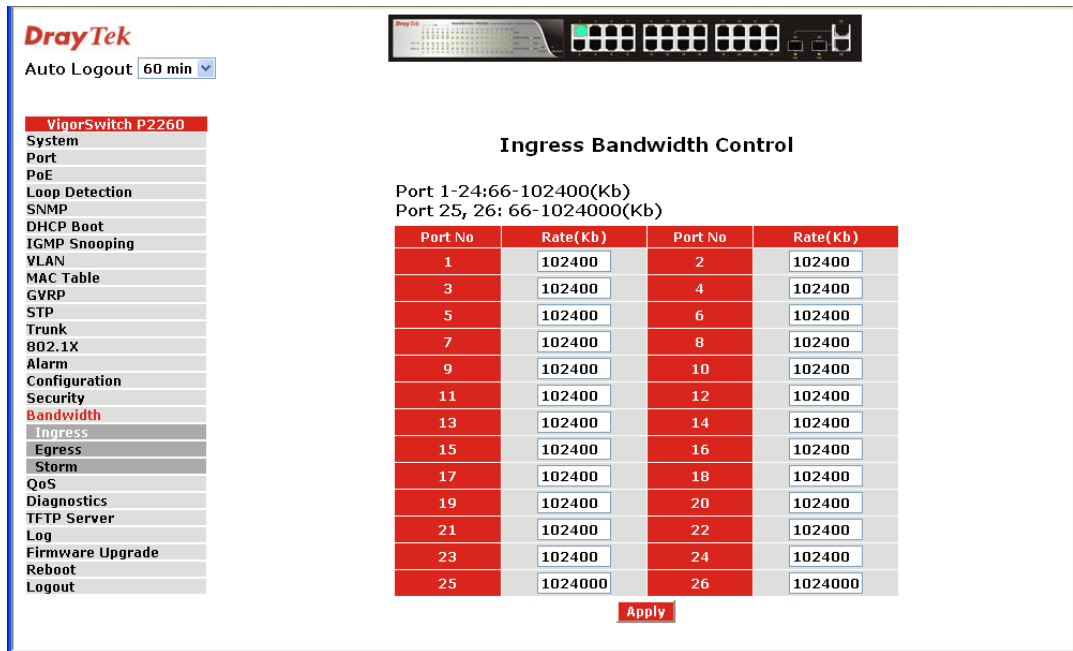 DrayTek
Auto Logout 60 min
VigorSwitch P2260
System
Port
PoE
Loop Detection
SNMP
DHCP Boot
IGMP Snooping
VLAN
MAC Table
GVRP
STP
Trunk
802.1X
Alarm
Configuration
Security
Bandwidth
Ingress
Egress
Storm
QoS
Diagnostics
TFTP Server
Log
Firmware Upgrade
Reboot
Logout
Ingress Bandwidth Control
Port 1-24:66-102400(Kb)
Port 25, 26: 66-1024000(Kb)
Port No Rate(Kb) Port No Rate(Kb)
1 102400 2 102400
3 102400 4 102400
5 102400 6 102400
7 102400 8 102400
9 102400 10 102400
11 102400 12 102400
13 102400 14 102400
15 102400 16 102400
17 102400 18 102400
19 102400 20 102400
21 102400 22 102400
23 102400 24 102400
25 1024000 26 1024000
Apply